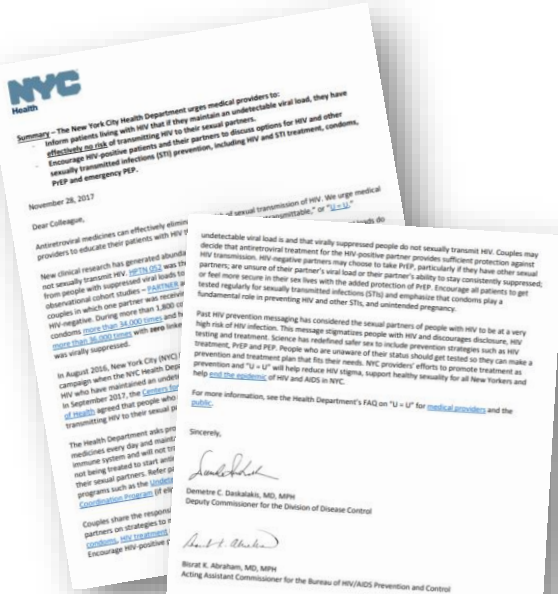 NYC
Health
Summary – The New York City Health Department urges medical providers to:
- Inform patients living with HIV that if they maintain an undetectable viral load, they have
effectively no risk of transmitting HIV to their sexual partners.
- Encourage HIV-positive patients and their partners to discuss options for HIV and other
sexually transmitted infections (STI) prevention, including HIV and STI treatment, condoms,
PrEP and emergency PEP.
November 28, 2017
Dear Colleague,
Antiretroviral medicines can effectively elimin of sexual transmission of HIV. We urge medical
providers to educate their patients with HIV th transmittable," or "U = U."
New clinical research has generated abunda loads do
not sexually transmit HIV. HPTN 052 was th
from people with suppressed viral loads t
observational cohort studies – PARTNER a
couples in which one partner was receivin
HIV-negative. During more than 1,800 co
condoms more than 34,000 times and h
more than 36,000 times with zero linke
was virally suppressed.
In August 2016, New York City (NYC)
campaign when the NYC Health Depa
HIV who have maintained an undete
In September 2017, the Centers for
of Health agreed that people who
transmitting HIV to their sexual pa
The Health Department asks pro
medicines every day and mainta
immune system and will not tr
not being treated to start anti
their sexual partners. Refer pa
programs such as the Undeta
Coordination Program (if elig
Couples share the respons
partners on strategies to
condoms, HIV treatment
Encourage HIV-positive p
undetectable viral load is and that virally suppressed people do not sexually transmit HIV. Couples may
decide that antiretroviral treatment for the HIV-positive partner provides sufficient protection against
HIV transmission. HIV-negative partners may choose to take PrEP, particularly if they have other sexual
partners; are unsure of their partner's viral load or their partner's ability to stay consistently suppressed;
or feel more in their sex lives with the added protection of PrEP. Encourage all patients to get
tested regularly for sexually transmitted infections (STIs) and emphasize that condoms play a
fundamental role in preventing HIV and other STIs, and unintended pregnancy.
Past HIV prevention messaging has considered the sexual partners of people with HIV to be at a very
high risk of HIV infection. This message stigmatizes people with HIV and discourages disclosure, HIV
testing and treatment. Science has redefined safer sex to include prevention strategies such as HIV
treatment, PrEP and PEP. People who are unaware of their status should get tested so they can make a
prevention and treatment plan that fits their needs. NYC providers' efforts to promote treatment as
prevention and "U = U" will help reduce HIV stigma, support healthy sexuality for all New Yorkers and
help end the epidemic of HIV and AIDS in NYC.
For more information, see the Health Department's FAQ on "U = U" for medical providers and the
public.
Sincerely,
Demetre C. Daskalakis, MD, MPH
Deputy Commissioner for the Division of Disease Control
Bisrat K. Abraham, MD, MPH
Acting Assistant Commissioner for the Bureau of HIV/AIDS Prevention and Control